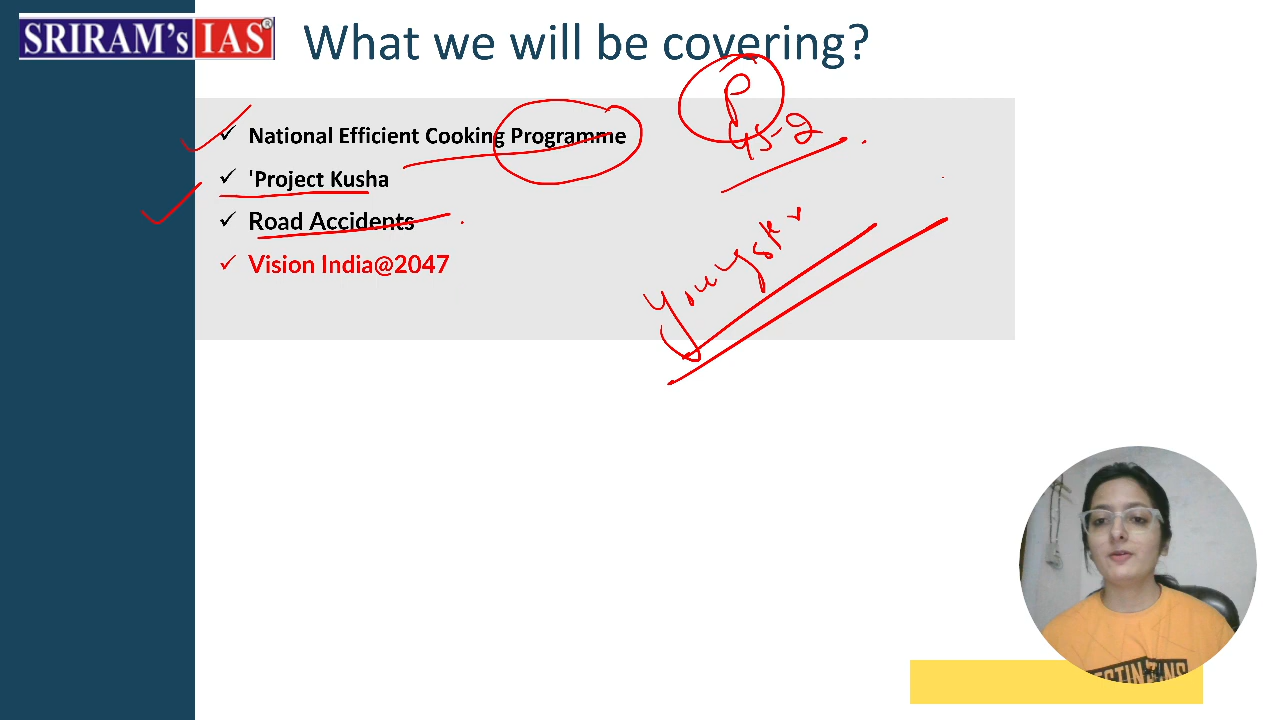 SRIRAM's IAS®
What we will be covering?
✓ National Efficient Cooking Programme
✓ 'Project Kusha
✓ Road Accidents
✓ Vision India@2047
P